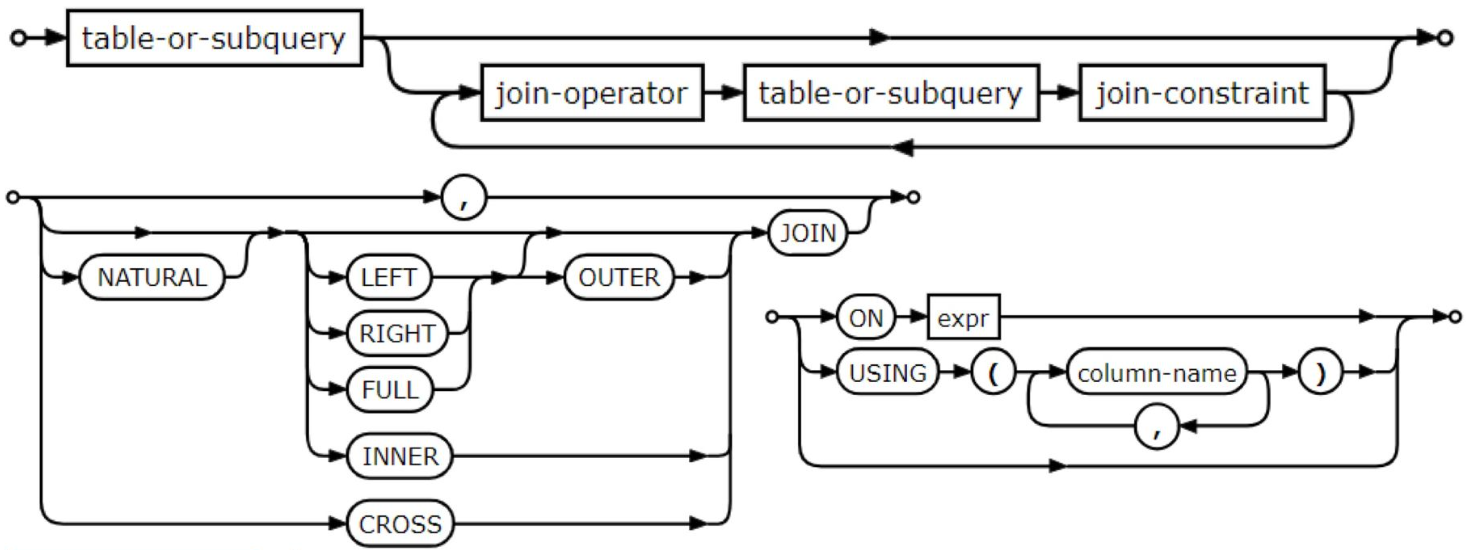 table-or-subquery
join-operator table-or-subquery join-constraint
,
JOIN
NATURAL LEFT OUTER
RIGHT
FULL
INNER
CROSS
ON expr
USING ( column-name )
,